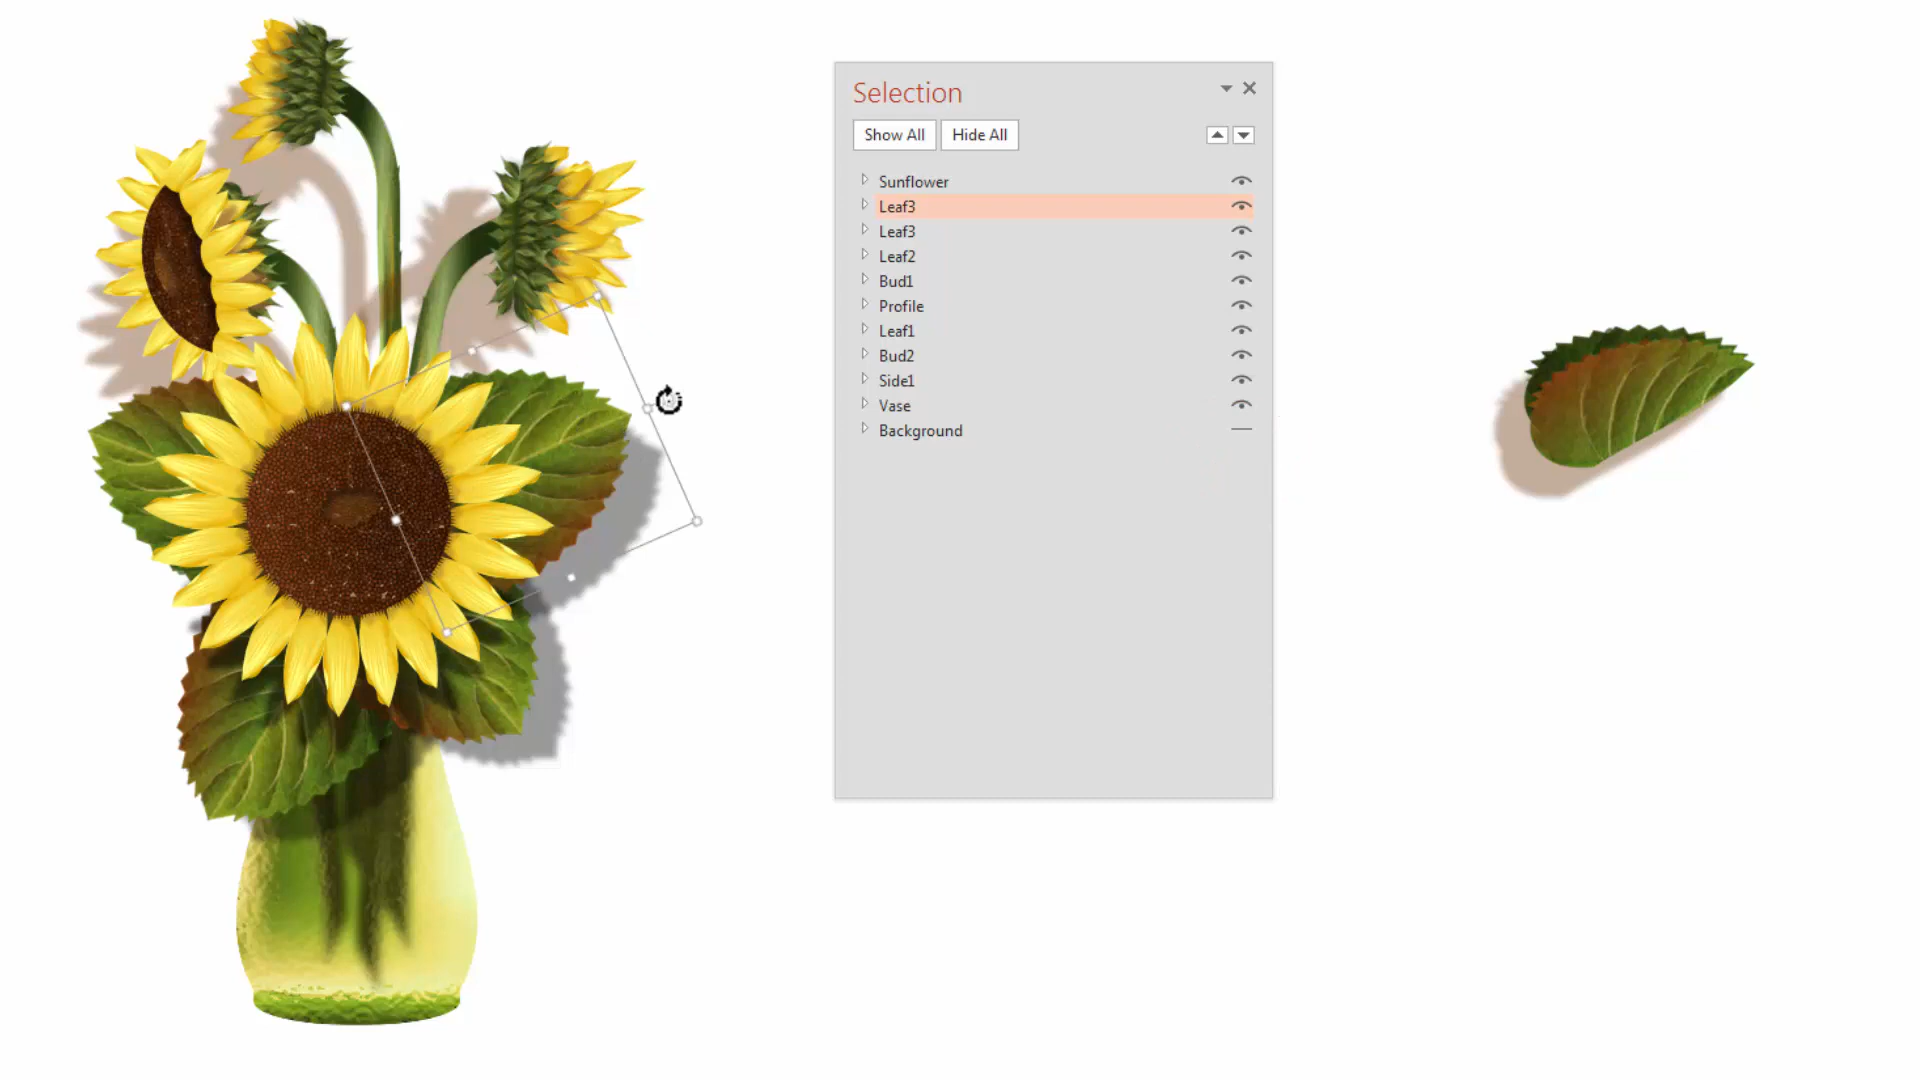 Selection
Show All Hide All
Sunflower
Leaf3
Leaf3
Leaf2
Bud1
Profile
Leaf1
Bud2
Side1
Vase
Background